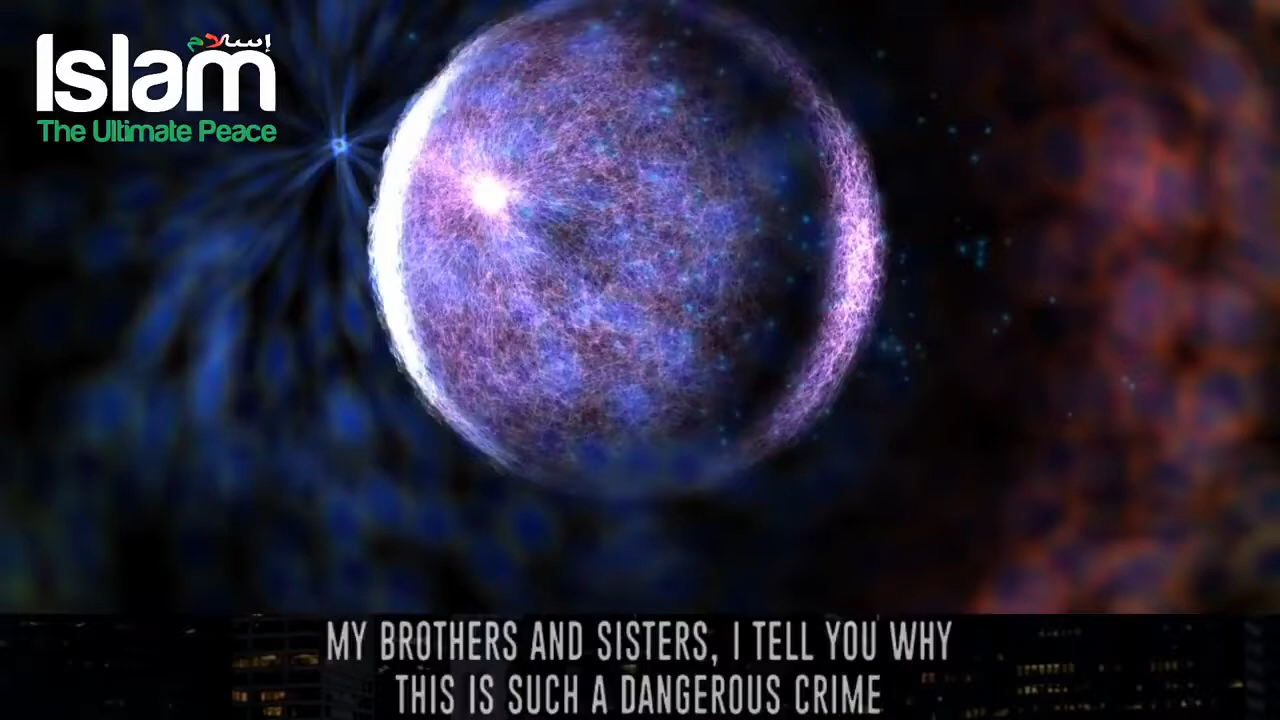 إسلام
Islam
The Ultimate Peace
MY BROTHERS AND SISTERS, I TELL YOU WHY
THIS IS SUCH A DANGEROUS CRIME